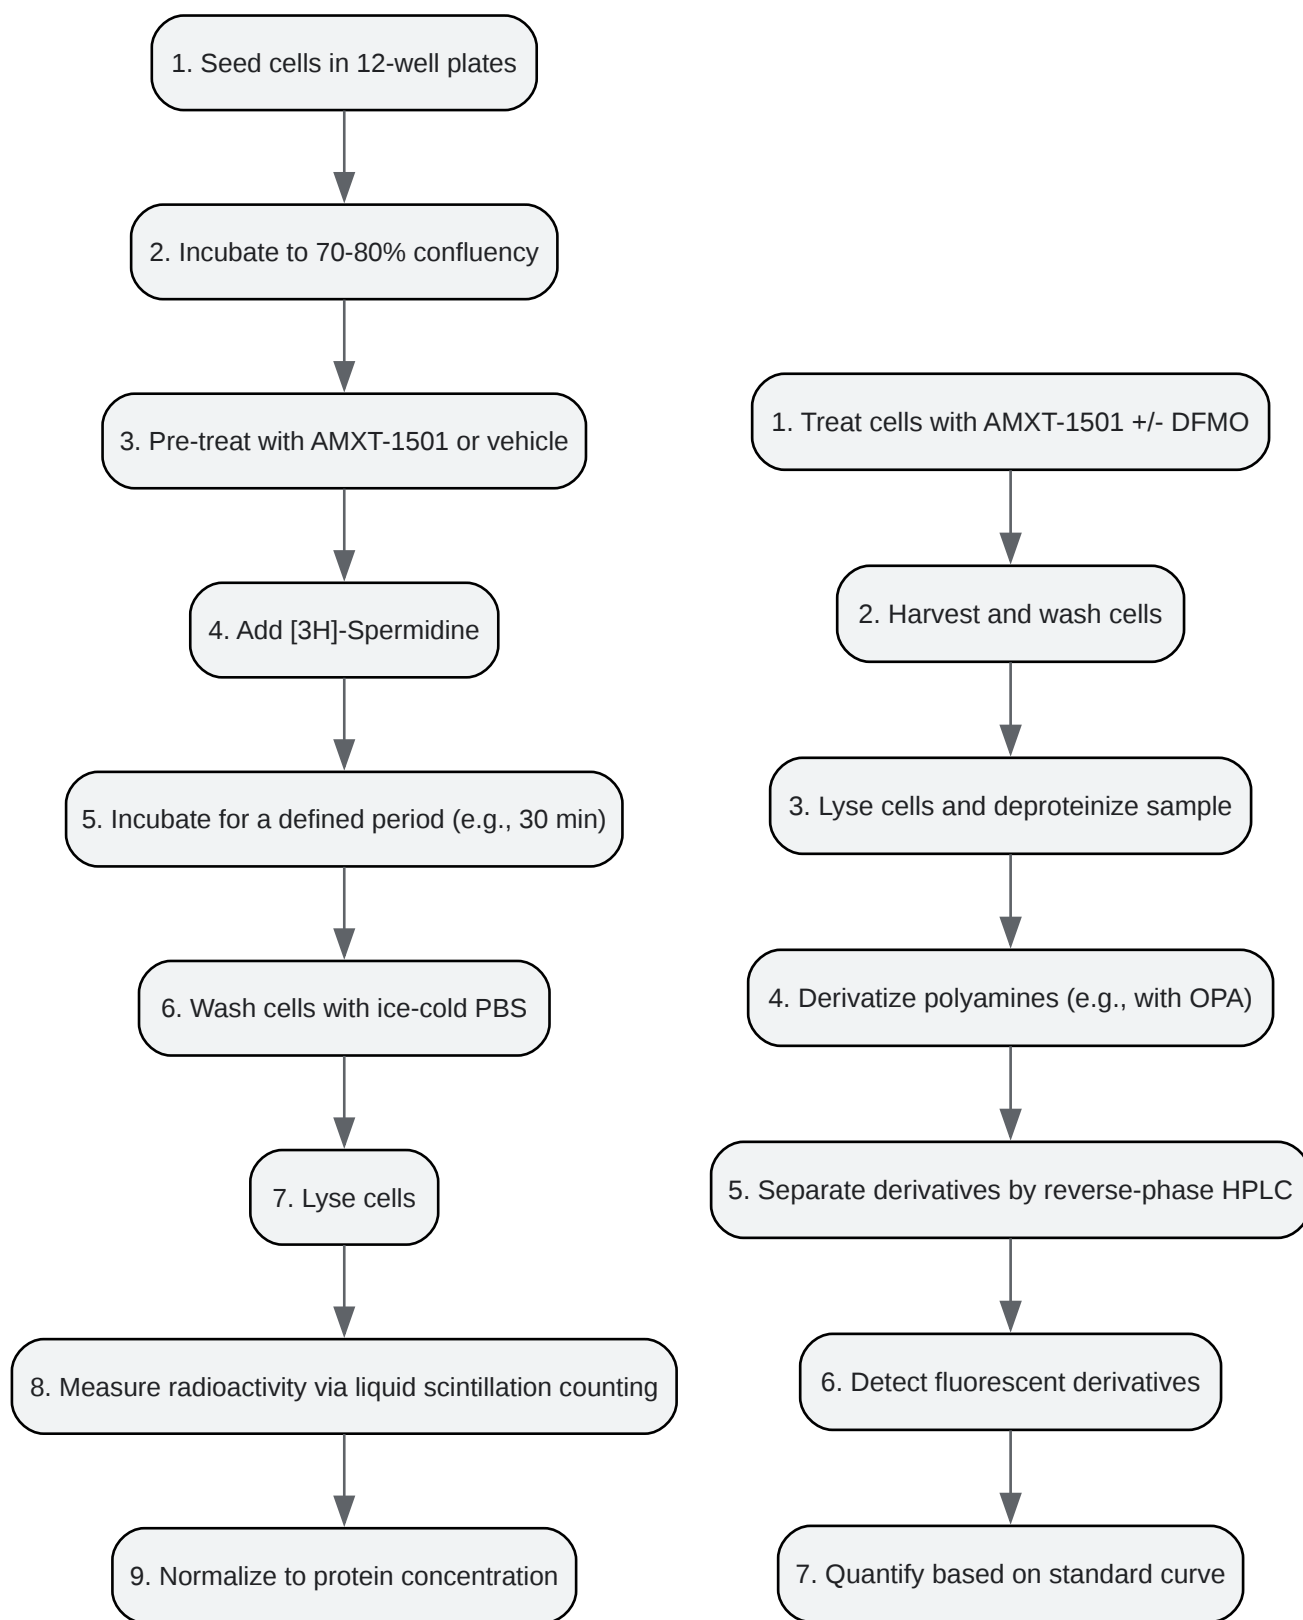 1. Seed cells in 12-well plates
2. Incubate to 70-80% confluency
3. Pre-treat with AMXT-1501 or vehicle
4. Add [3H]-Spermidine
5. Incubate for a defined period (e.g., 30 min)
6. Wash cells with ice-cold PBS
7. Lyse cells
8. Measure radioactivity via liquid scintillation counting
9. Normalize to protein concentration
1. Treat cells with AMXT-1501 +/- DFMO
2. Harvest and wash cells
3. Lyse cells and deproteinize sample
4. Derivatize polyamines (e.g., with OPA)
5. Separate derivatives by reverse-phase HPLC
6. Detect fluorescent derivatives
7. Quantify based on standard curve